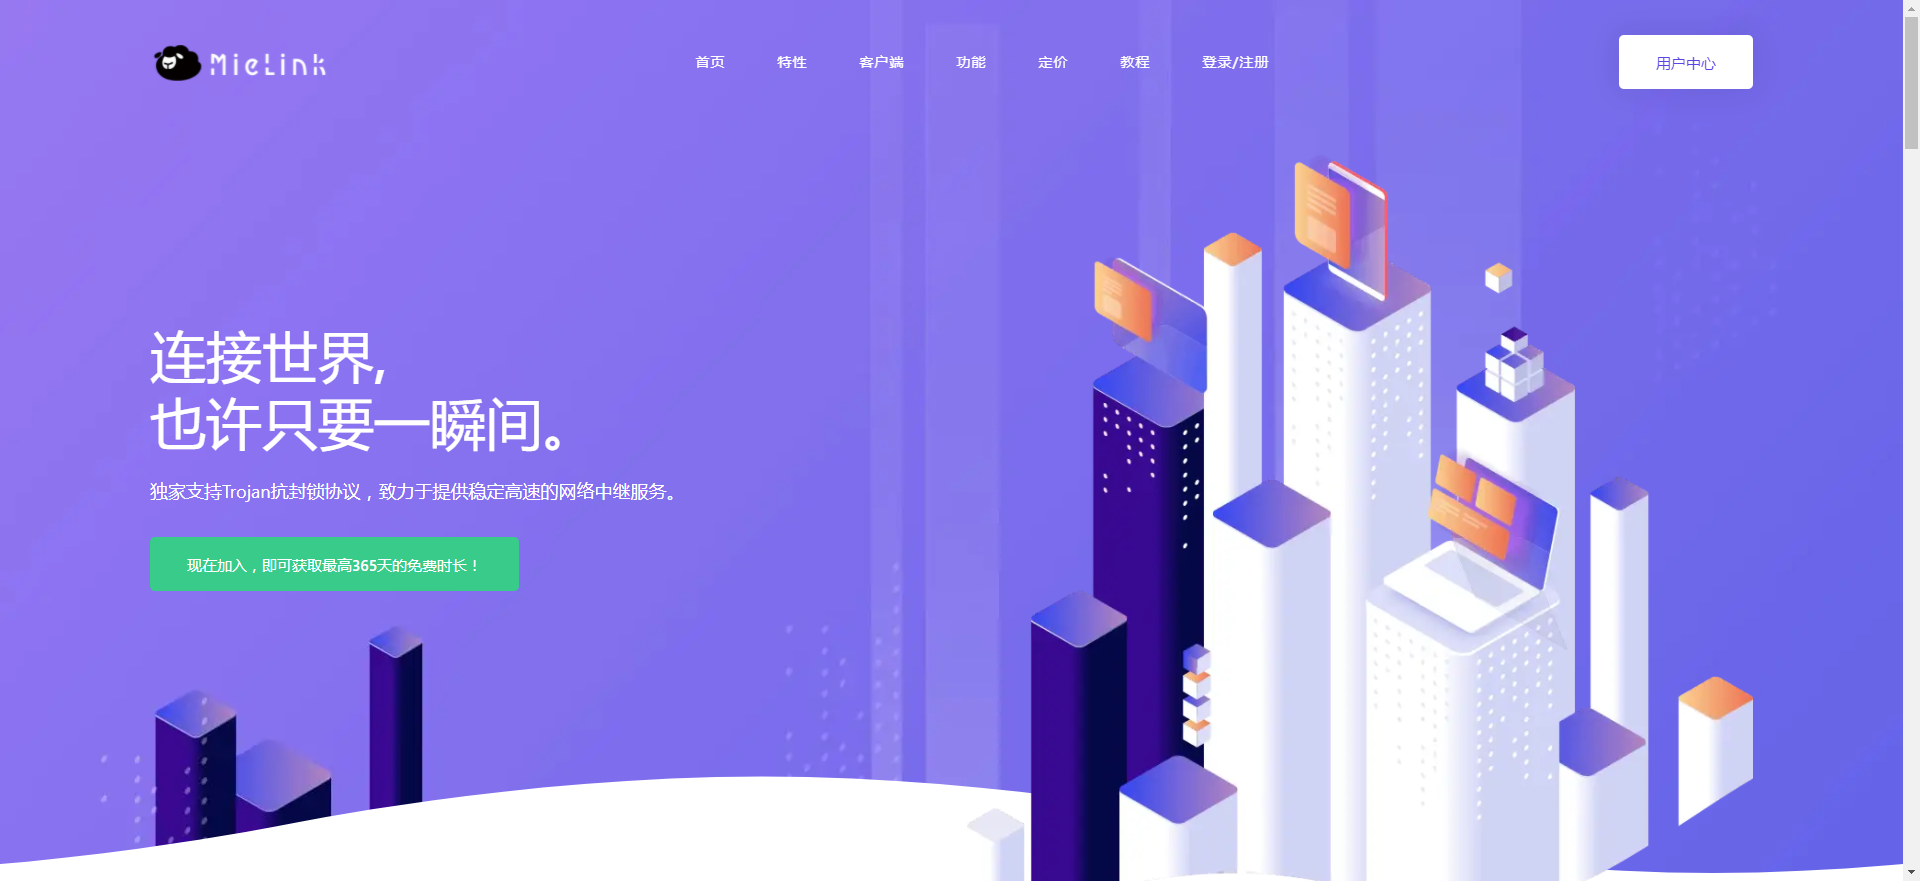 MieLink
首页 特性 客户端 功能 定价 教程 登录/注册
用户中心
连接世界,
也许只要一瞬间。
独家支持Trojan抗封锁协议，致力于提供稳定高速的网络中继服务。
现在加入，即可获取最高365天的免费时长！